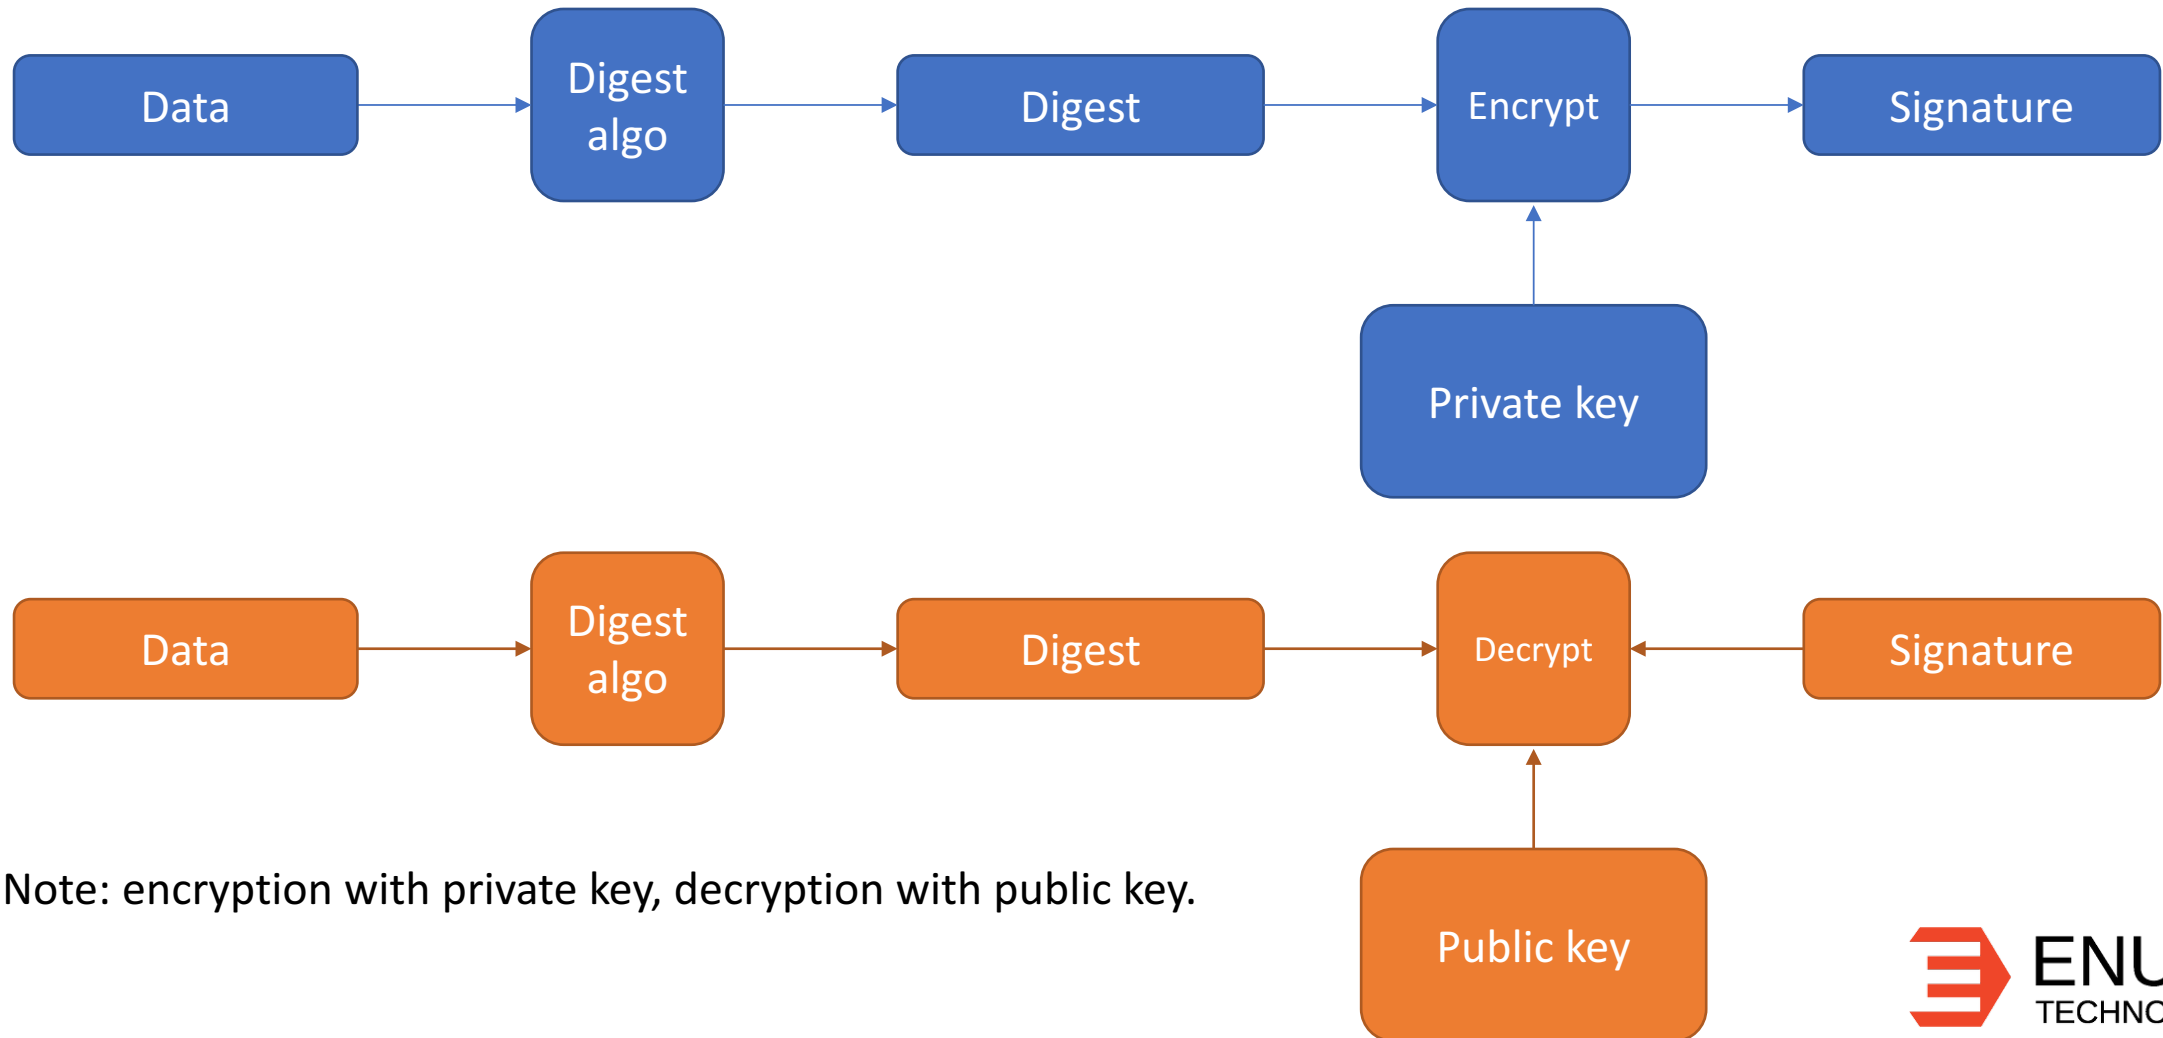 Data
Digest
algo
Digest
Encrypt
Signature
Private key
Data
Digest
algo
Digest
Decrypt
Signature
Note: encryption with private key, decryption with public key.
Public key